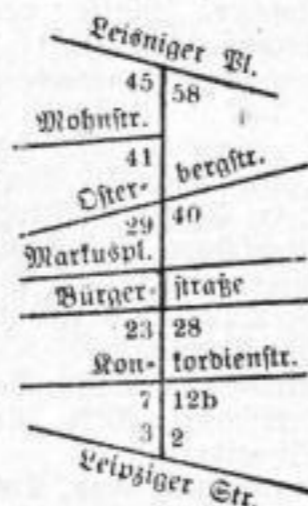 Leisniger Pl.
45 58
Mohnstr.
41
Oster- bergstr.
29 40
Markuspl.
Bürger- straße
23 28
Kon- kordienstr.
7 12b
3 2
Leipziger Str.